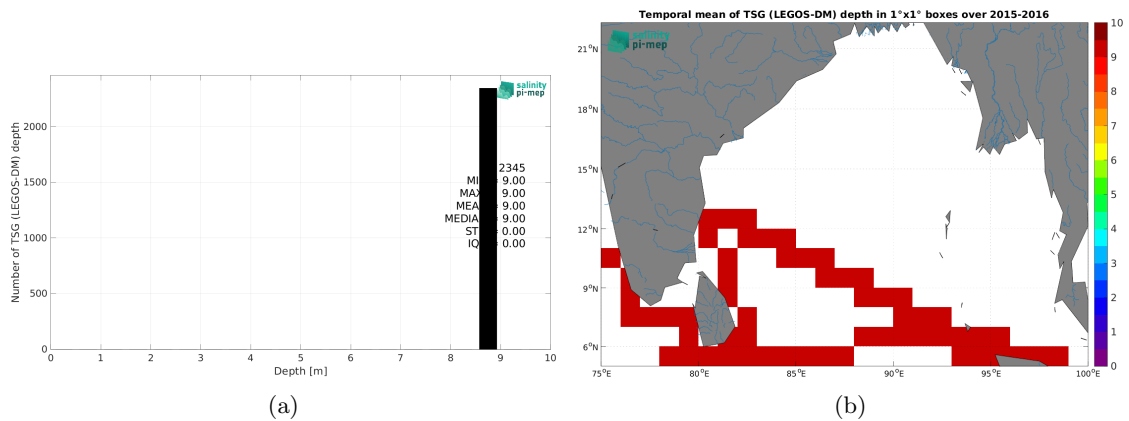 salinity
pi-mep
Number of TSG (LEGOS-DM) depth
2000
1500
1000
500
0
2345
9.00
9.00
9.00
9.00
0.00
0.00
0 1 2 3 4 5 6 7 8 9 10
Depth [m]
(a)
Temporal mean of TSG (LEGOS-DM) depth in 1°x1° boxes over 2015-2016
salinity
pi-mep
21°N
18°N
15°N
12°N
9°N
6°N
75°E 80°E 85°E 90°E 95°E 100°E
10
9
8
7
6
5
4
3
2
1
0
(b)